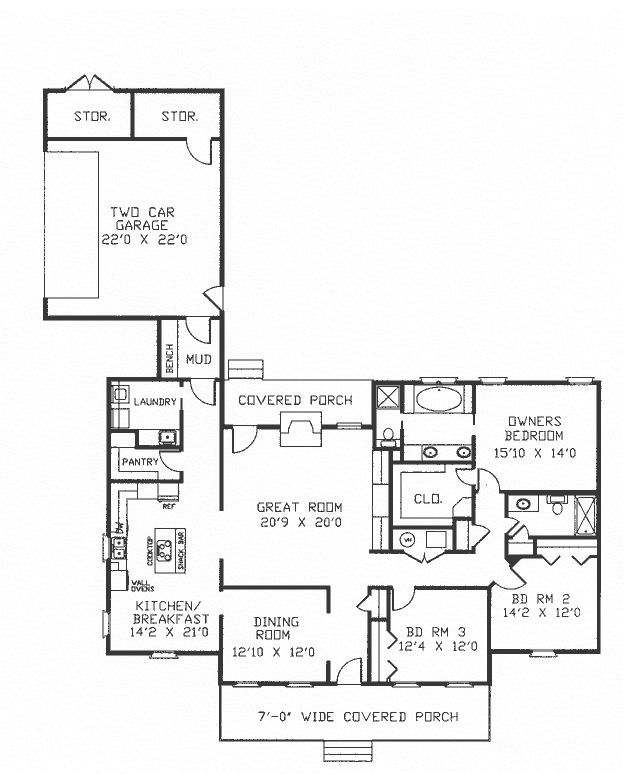 STOR.
STOR.
TWO CAR
GARAGE
22'0 X 22'0
BENCH
MUD
LAUNDRY
COVERED PORCH
OWNERS
BEDROOM
15'10 X 14'0
PANTRY
REF
GREAT ROOM
20'9 X 20'0
CLO.
DW
COOKTOP
SNACK BAR
WH
WALL
OVENS
KITCHEN/
BREAKFAST
14'2 X 21'0
DINING
ROOM
12'10 X 12'0
BD RM 3
12'4 X 12'0
BD RM 2
14'2 X 12'0
7'-0" WIDE COVERED PORCH